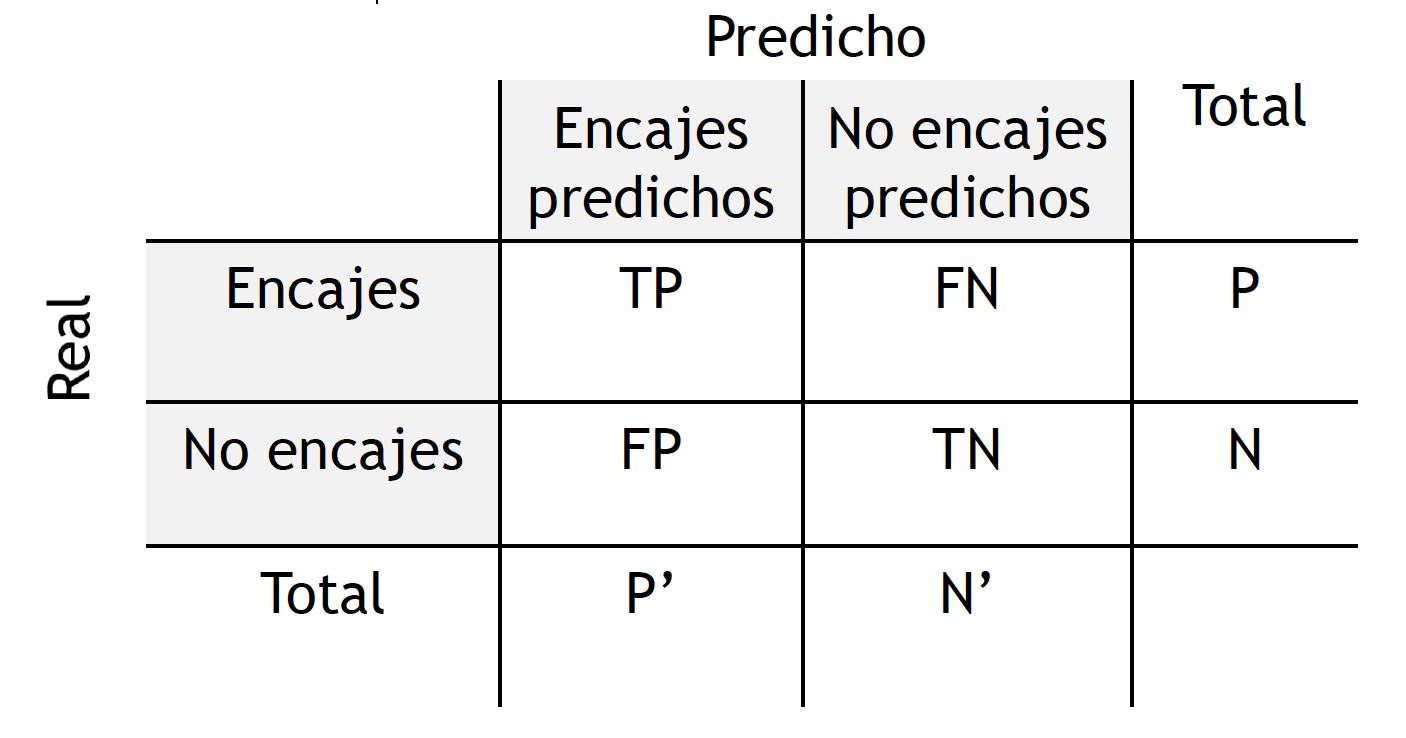 Predicho
Encajes
predichos
No encajes
predichos
Total
Real
Encajes
TP
FN
P
No encajes
FP
TN
N
Total
P’
N’